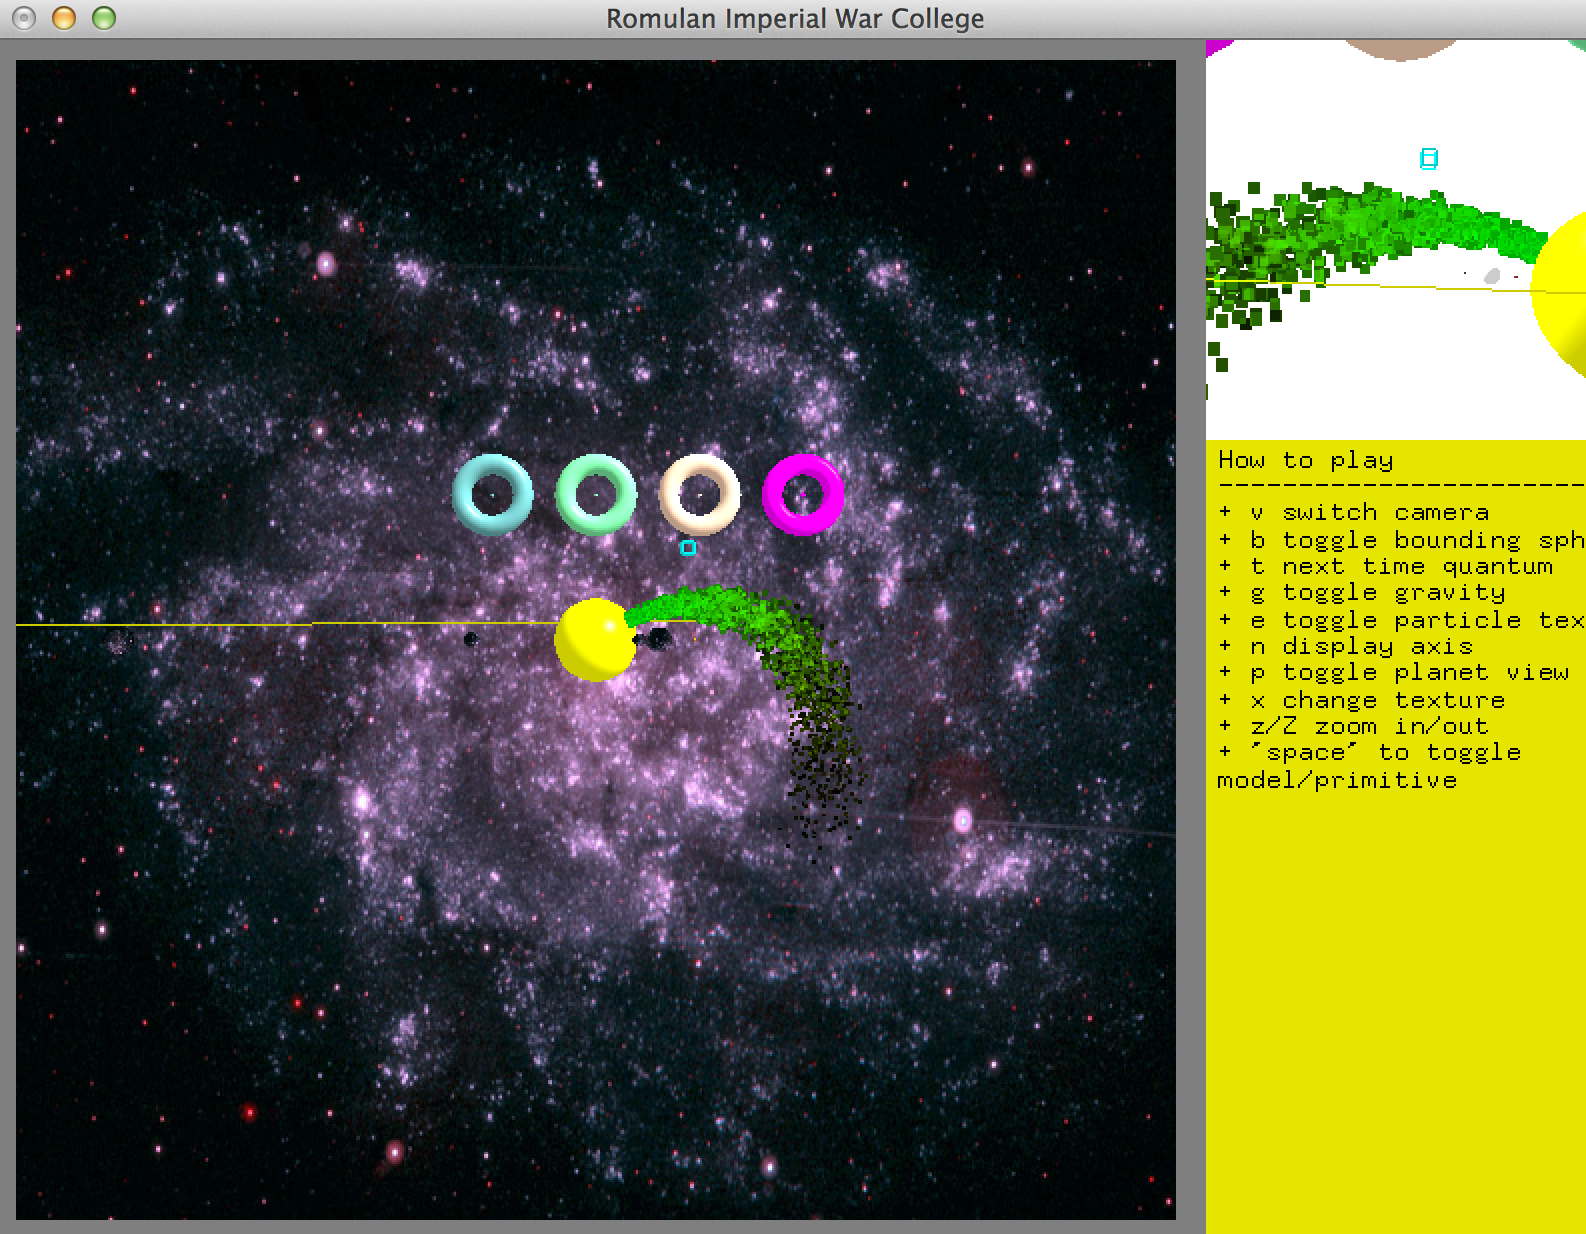 Romulan Imperial War College
How to play
-----------------------
+ v switch camera
+ b toggle bounding sph
+ t next time quantum
+ g toggle gravity
+ e toggle particle tex
+ n display axis
+ p toggle planet view
+ x change texture
+ z/Z zoom in/out
+ 'space' to toggle
model/primitive